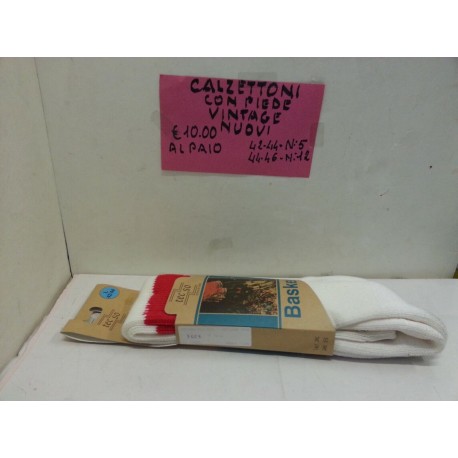 CALZETTONI
CON PIEDE
VINTAGE
NUOVI
€ 10.00
AL PAIO
42-44-N°5
44-46-N°12
Baske